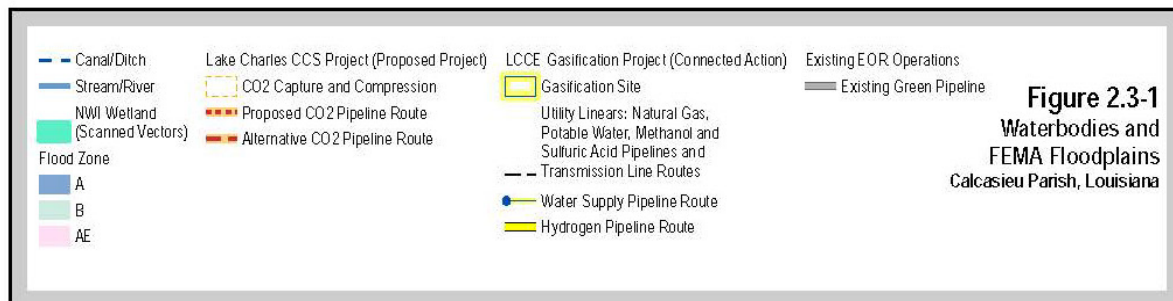 Canal/Ditch
Stream/River
NWI Wetland
(Scanned Vectors)
Flood Zone
A
B
AE
Lake Charles CCS Project (Proposed Project)
CO2 Capture and Compression
Proposed CO2 Pipeline Route
Alternative CO2 Pipeline Route
LCCE Gasification Project (Connected Action)
Gasification Site
Utility Linears: Natural Gas,
Potable Water, Methanol and
Sulfuric Acid Pipelines and
Transmission Line Routes
Water Supply Pipeline Route
Hydrogen Pipeline Route
Existing EOR Operations
Existing Green Pipeline
Figure 2.3-1
Waterbodies and
FEMA Floodplains
Calcasieu Parish, Louisiana